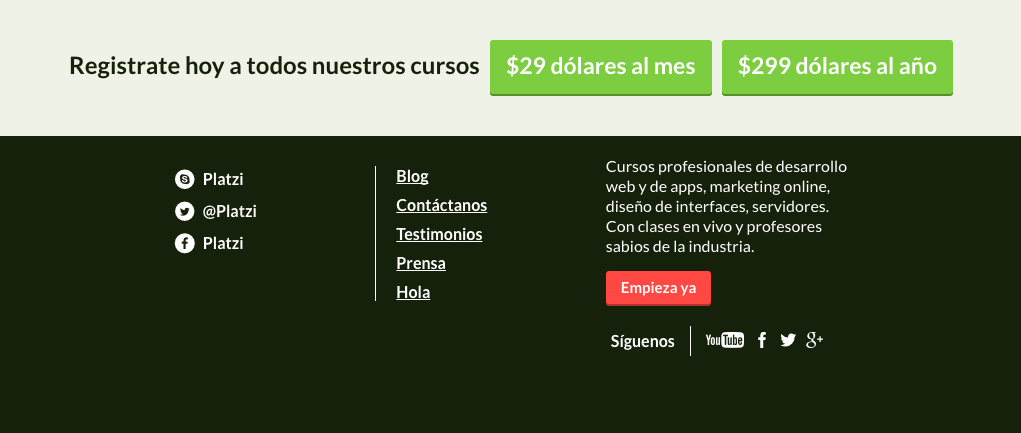 Registrate hoy a todos nuestros cursos $29 dólares al mes $299 dólares al año
Platzi
@Platzi
Platzi
Blog
Contáctanos
Testimonios
Prensa
Hola
Cursos profesionales de desarrollo
web y de apps, marketing online,
diseño de interfaces, servidores.
Con clases en vivo y profesores
sabios de la industria.
Empieza ya
Síguenos YouTube